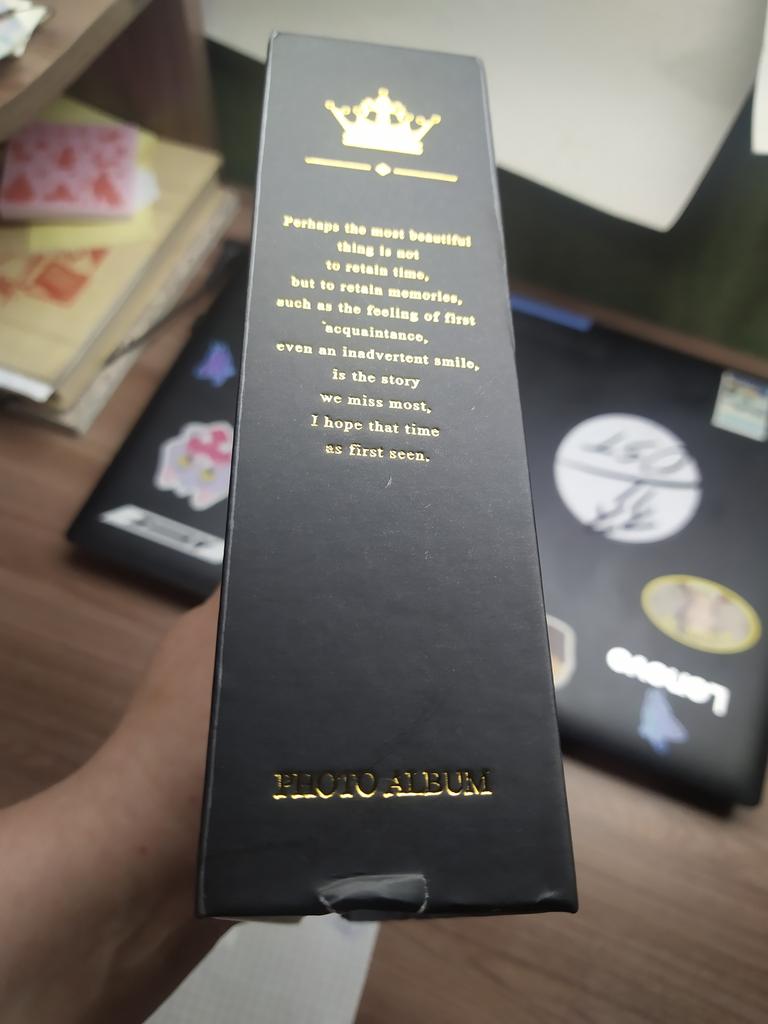 Perhaps the most beautiful
thing is not
to retain time,
but to retain memories,
such as the feeling of first
acquaintance,
even an inadvertent smile,
is the story
we miss most,
I hope that time
as first seen.
PHOTO ALBUM
OST
Lenovo